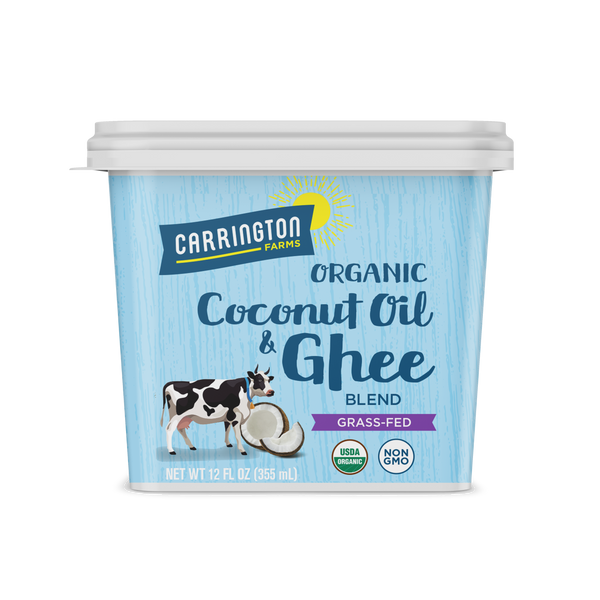 CARRINGTON
FARMS
ORGANIC
Coconut Oil
& Ghee
BLEND
GRASS-FED
USDA
ORGANIC
NON
GMO
NET WT 12 FL OZ (355 mL)